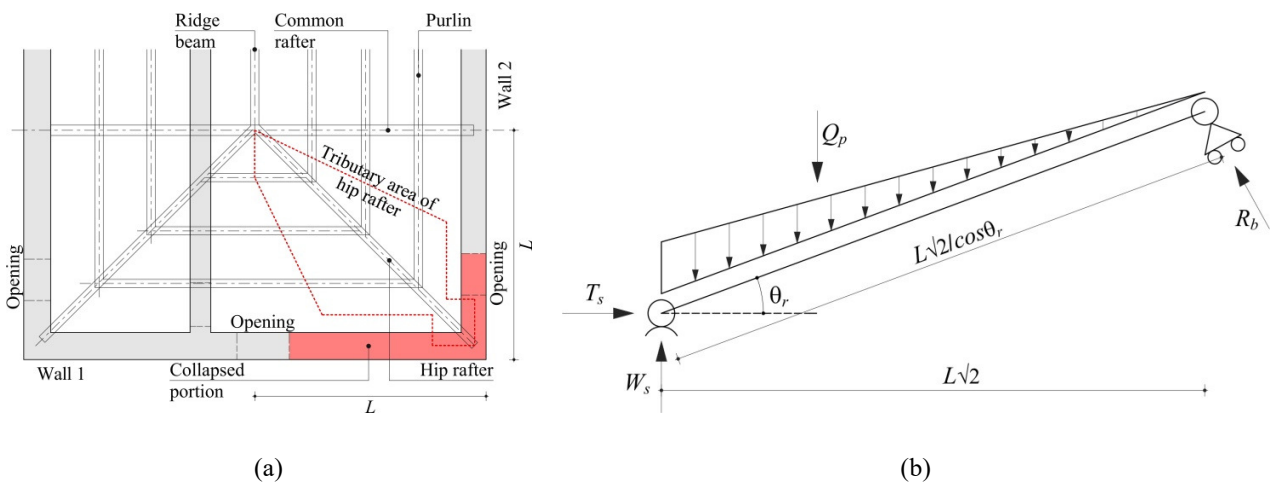 Ridge
beam
Common
rafter
Purlin
Wall 2
Tributary area of
hip rafter
L
Opening
Opening
Opening
Wall 1
Collapsed
portion
Hip rafter
L
(a)
Q_p
L√2/cosθ_r
R_b
T_s
θ_r
W_s
L√2
(b)